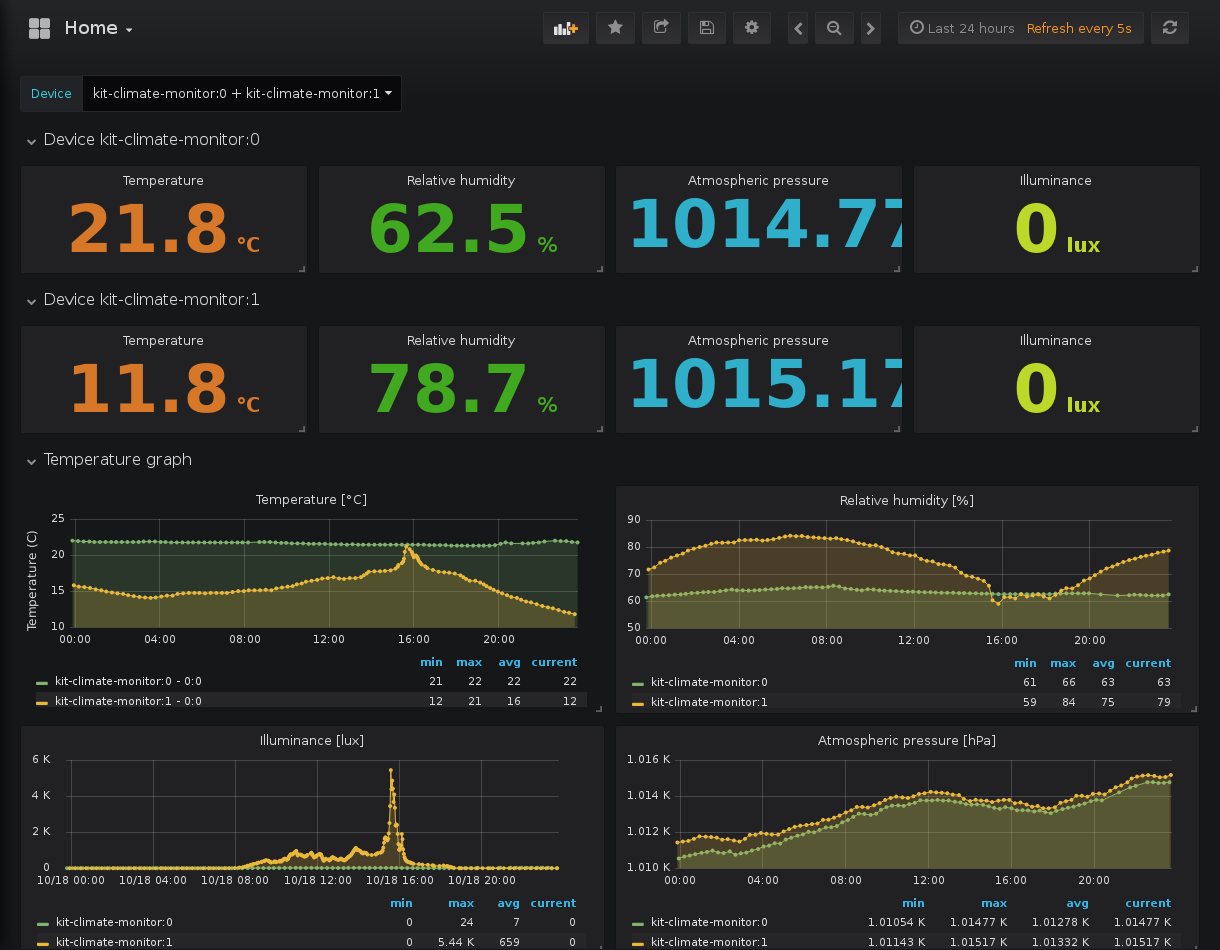 Home
Last 24 hours Refresh every 5s
Device kit-climate-monitor:0 + kit-climate-monitor:1
Device kit-climate-monitor:0
Temperature Relative humidity Atmospheric pressure Illuminance
21.8 °C 62.5 % 1014.77 0 lux
Device kit-climate-monitor:1
Temperature Relative humidity Atmospheric pressure Illuminance
11.8 °C 78.7 % 1015.17 0 lux
Temperature graph
Temperature [°C]
Temperature (C)
25
20
15
10
00:00 04:00 08:00 12:00 16:00 20:00
min max avg current
kit-climate-monitor:0 - 0:0 21 22 22 22
kit-climate-monitor:1 - 0:0 12 21 16 12
Relative humidity [%]
90
80
70
60
50
00:00 04:00 08:00 12:00 16:00 20:00
min max avg current
kit-climate-monitor:0 61 66 63 63
kit-climate-monitor:1 59 84 75 79
Illuminance [lux]
6 K
4 K
2 K
0
10/18 00:00 10/18 04:00 10/18 08:00 10/18 12:00 10/18 16:00 10/18 20:00
min max avg current
kit-climate-monitor:0 0 24 7 0
kit-climate-monitor:1 0 5.44 K 659 0
Atmospheric pressure [hPa]
1.016 K
1.014 K
1.012 K
1.010 K
00:00 04:00 08:00 12:00 16:00 20:00
min max avg current
kit-climate-monitor:0 1.01054 K 1.01477 K 1.01278 K 1.01477 K
kit-climate-monitor:1 1.01143 K 1.01517 K 1.01332 K 1.01517 K